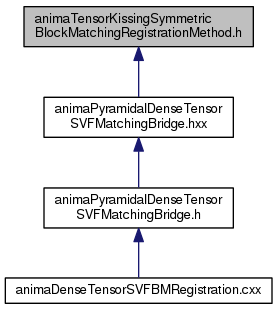 animaTensorKissingSymmetric
BlockMatchingRegistrationMethod.h
animaPyramidalDenseTensor
SVFMatchingBridge.hxx
animaPyramidalDenseTensor
SVFMatchingBridge.h
animaDenseTensorSVFBMRegistration.cxx